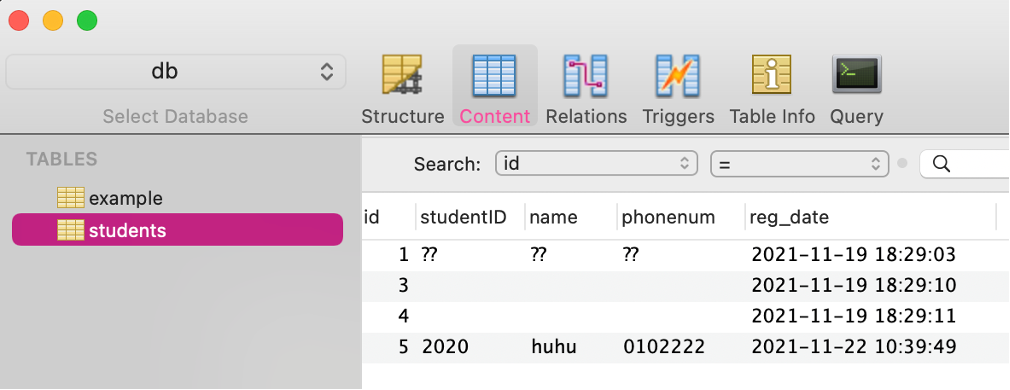 db
Select Database
Structure Content Relations Triggers Table Info Query
TABLES
example
students
Search: id =
id studentID name phonenum reg_date
1 ?? ?? ?? 2021-11-19 18:29:03
3 2021-11-19 18:29:10
4 2021-11-19 18:29:11
5 2020 huhu 0102222 2021-11-22 10:39:49